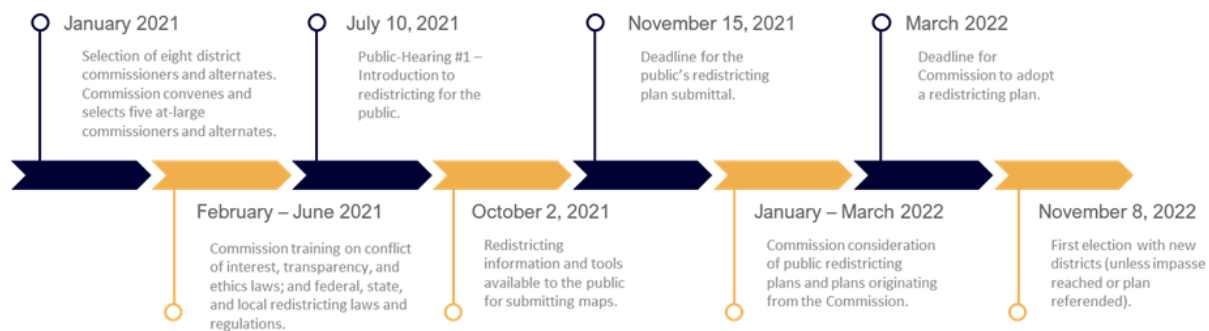 January 2021
Selection of eight district
commissioners and alternates.
Commission convenes and
selects five at-large
commissioners and alternates.
July 10, 2021
Public-Hearing #1 –
Introduction to
redistricting for the
public.
November 15, 2021
Deadline for the
public's redistricting
plan submittal.
March 2022
Deadline for
Commission to adopt
a redistricting plan.
February – June 2021
Commission training on conflict
of interest, transparency, and
ethics laws; and federal, state,
and local redistricting laws and
regulations.
October 2, 2021
Redistricting
information and tools
available to the public
for submitting maps.
January – March 2022
Commission consideration
of public redistricting
plans and plans originating
from the Commission.
November 8, 2022
First election with new
districts (unless impasse
reached or plan
referended).